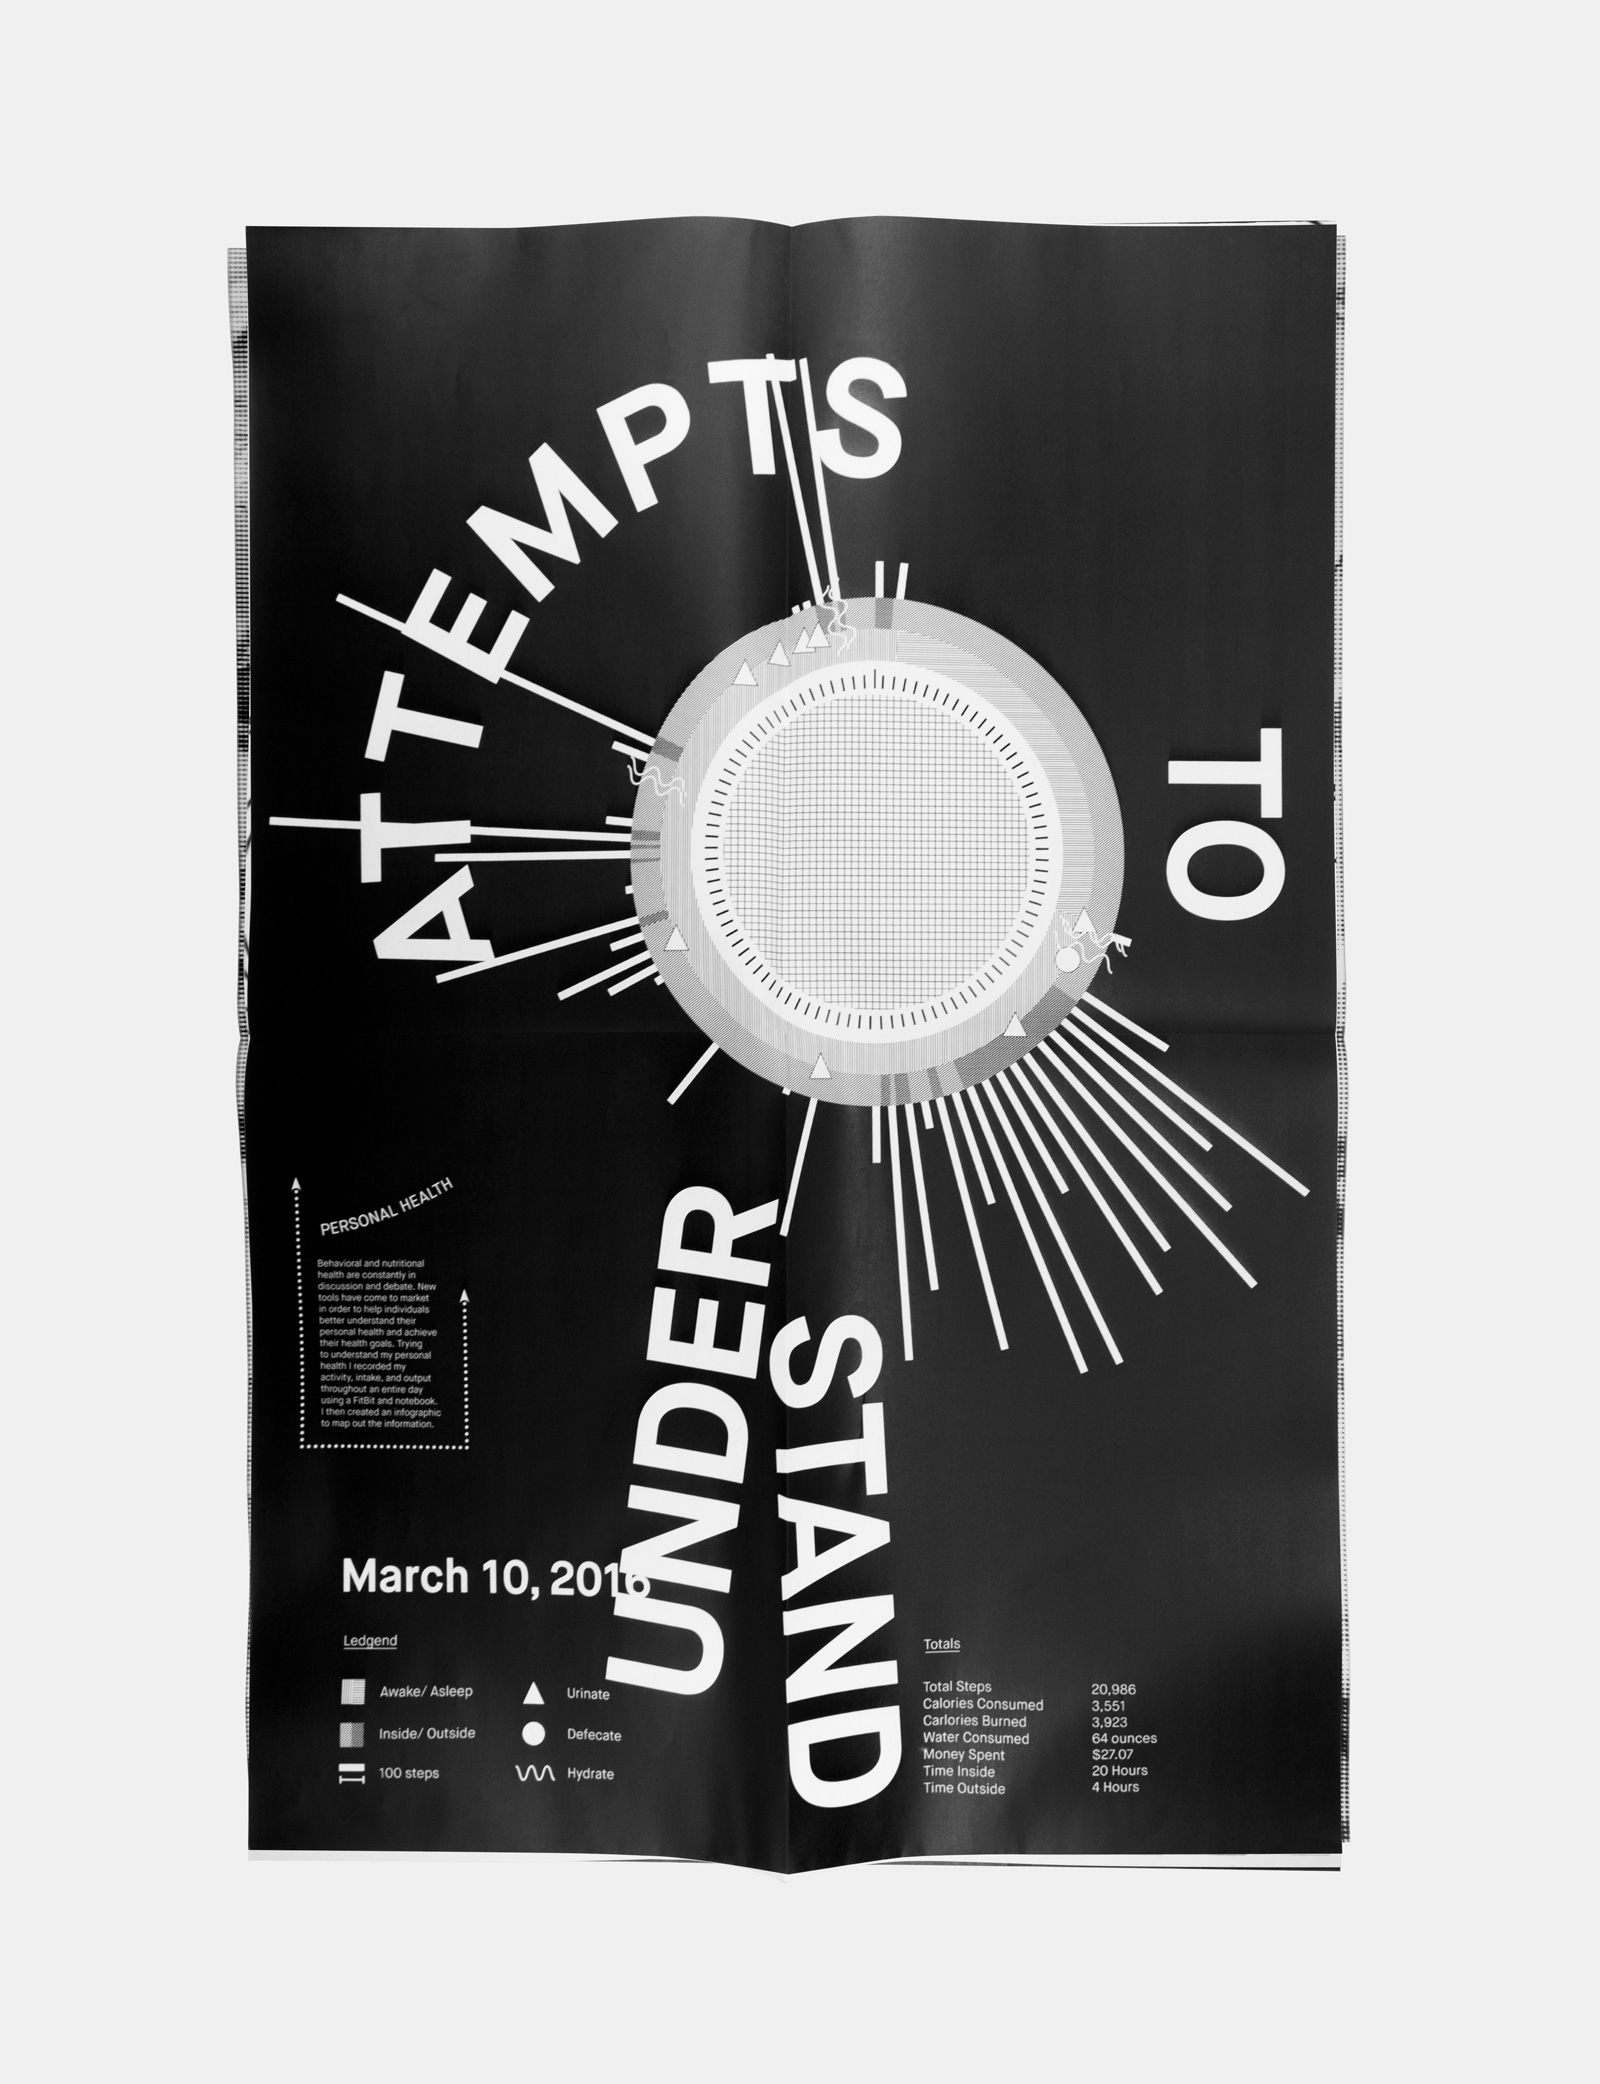 ATTEMPTS
TO
UNDER
STAND
PERSONAL HEALTH
Behavioral and nutritional
health are constantly in
discussion and debate. New
tools have come to market
in order to help individuals
better understand their
personal health and achieve
their health goals. Trying
to understand my personal
health I recorded my
activity, intake, and output
throughout an entire day
using a FitBit and notebook.
I then created an infographic
to map out the information.
March 10, 2016
Ledgend
Awake/ Asleep
Inside/ Outside
100 steps
Urinate
Defecate
Hydrate
Totals
Total Steps 20,986
Calories Consumed 3,551
Carlories Burned 3,923
Water Consumed 64 ounces
Money Spent $27.07
Time Inside 20 Hours
Time Outside 4 Hours